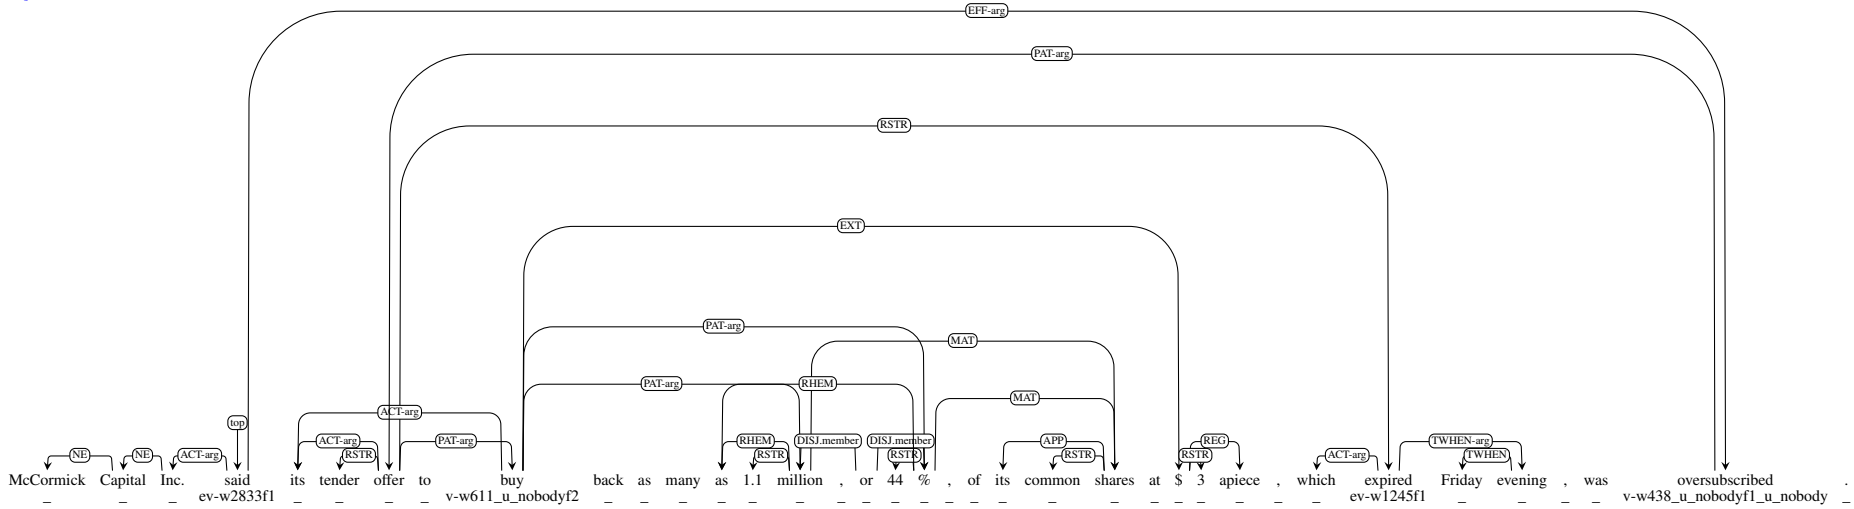 EFF-arg
PAT-arg
RSTR
EXT
PAT-arg
MAT
PAT-arg RHEM
MAT
ACT-arg
top
ACT-arg PAT-arg RHEM DISJ.member DISJ.member APP REG TWHEN-arg
NE NE ACT-arg RSTR RSTR RSTR RSTR RSTR ACT-arg TWHEN
McCormick Capital Inc. said its tender offer to buy back as many as 1.1 million , or 44 % , of its common shares at $ 3 apiece , which expired Friday evening , was oversubscribed .
_ _ _ ev-w2833f1 _ _ _ _ v-w611_u_nobodyf2 _ _ _ _ _ _ _ _ _ _ _ _ _ _ _ _ _ _ _ _ _ ev-w1245f1 _ _ _ _ v-w438_u_nobodyf1_u_nobody _